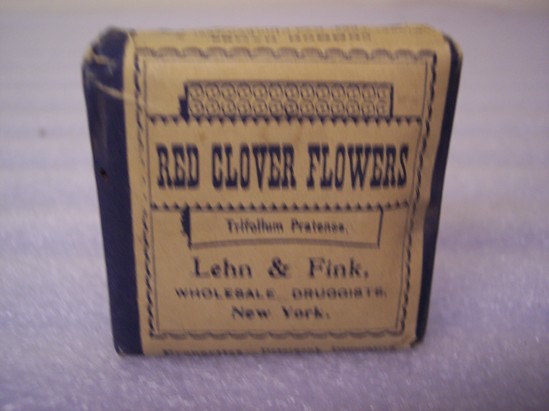 RED CLOVER FLOWERS
Trifolium Pratense.
Lehn & Fink,
WHOLESALE DRUGGISTS,
New York.